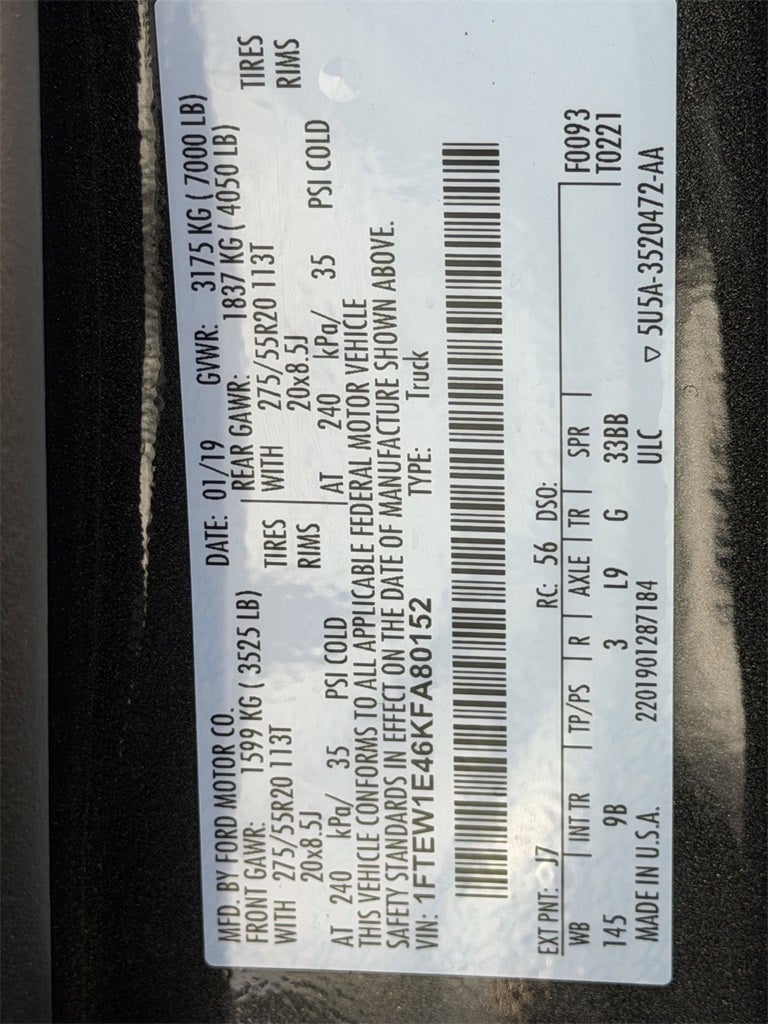 MFD. BY FORD MOTOR CO.
DATE: 01/19 GVWR: 3175 KG ( 7000 LB)
FRONT GAWR: 1599 KG ( 3525 LB) REAR GAWR: 1837 KG ( 4050 LB)
WITH 275/55R20 113T TIRES WITH 275/55R20 113T TIRES
20x8.5J RIMS 20x8.5J RIMS
AT 240 kPa/ 35 PSI COLD AT 240 kPa/ 35 PSI COLD
THIS VEHICLE CONFORMS TO ALL APPLICABLE FEDERAL MOTOR VEHICLE
SAFETY STANDARDS IN EFFECT ON THE DATE OF MANUFACTURE SHOWN ABOVE.
VIN: 1FTEW1E46KFA80152 TYPE: Truck
EXT PNT: J7 RC: 56 DSO: F0093
WB INT TR TP/PS R AXLE TR SPR T0221
145 9B 3 L9 G 33BB
MADE IN U.S.A. 2201901287184 ULC ▽ 5U5A-3520472-AA